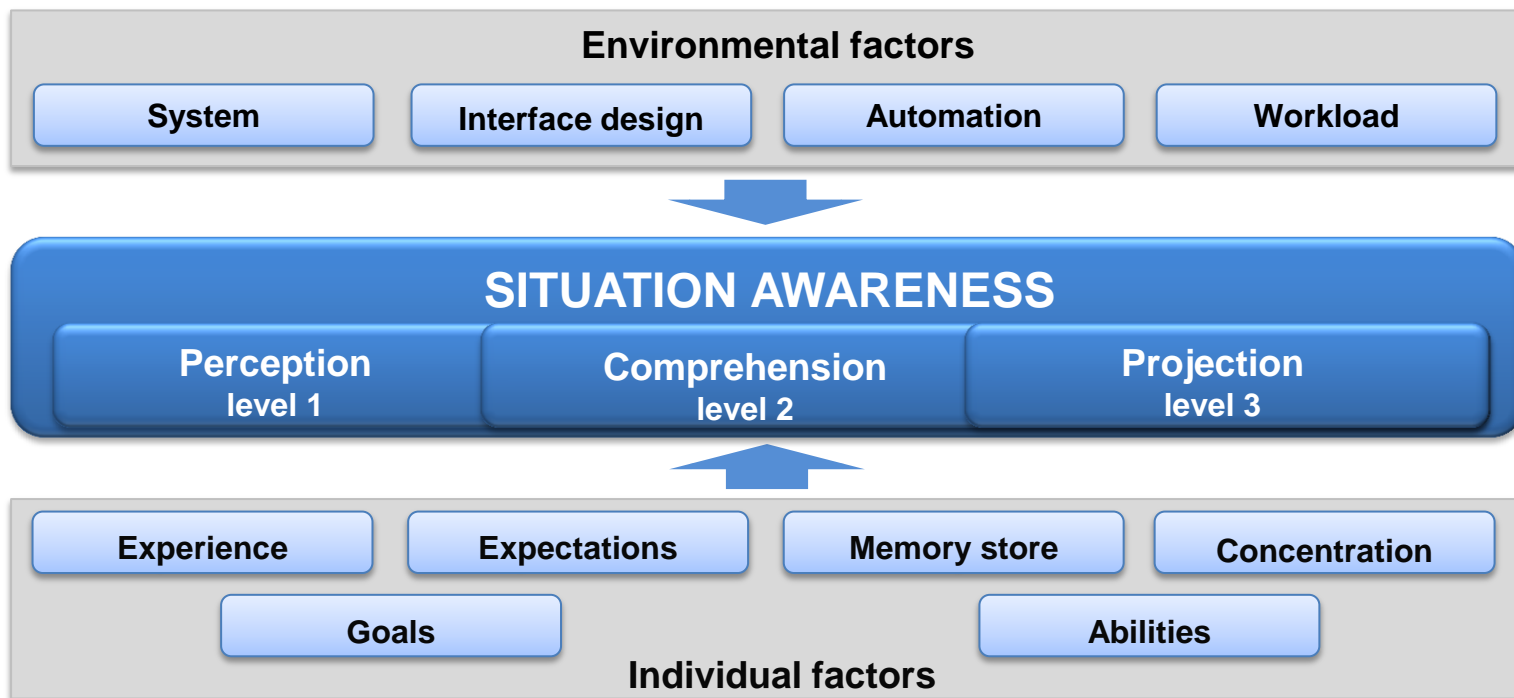 Environmental factors
System
Interface design
Automation
Workload
SITUATION AWARENESS
Perception
level 1
Comprehension
level 2
Projection
level 3
Experience
Expectations
Memory store
Concentration
Goals
Abilities
Individual factors